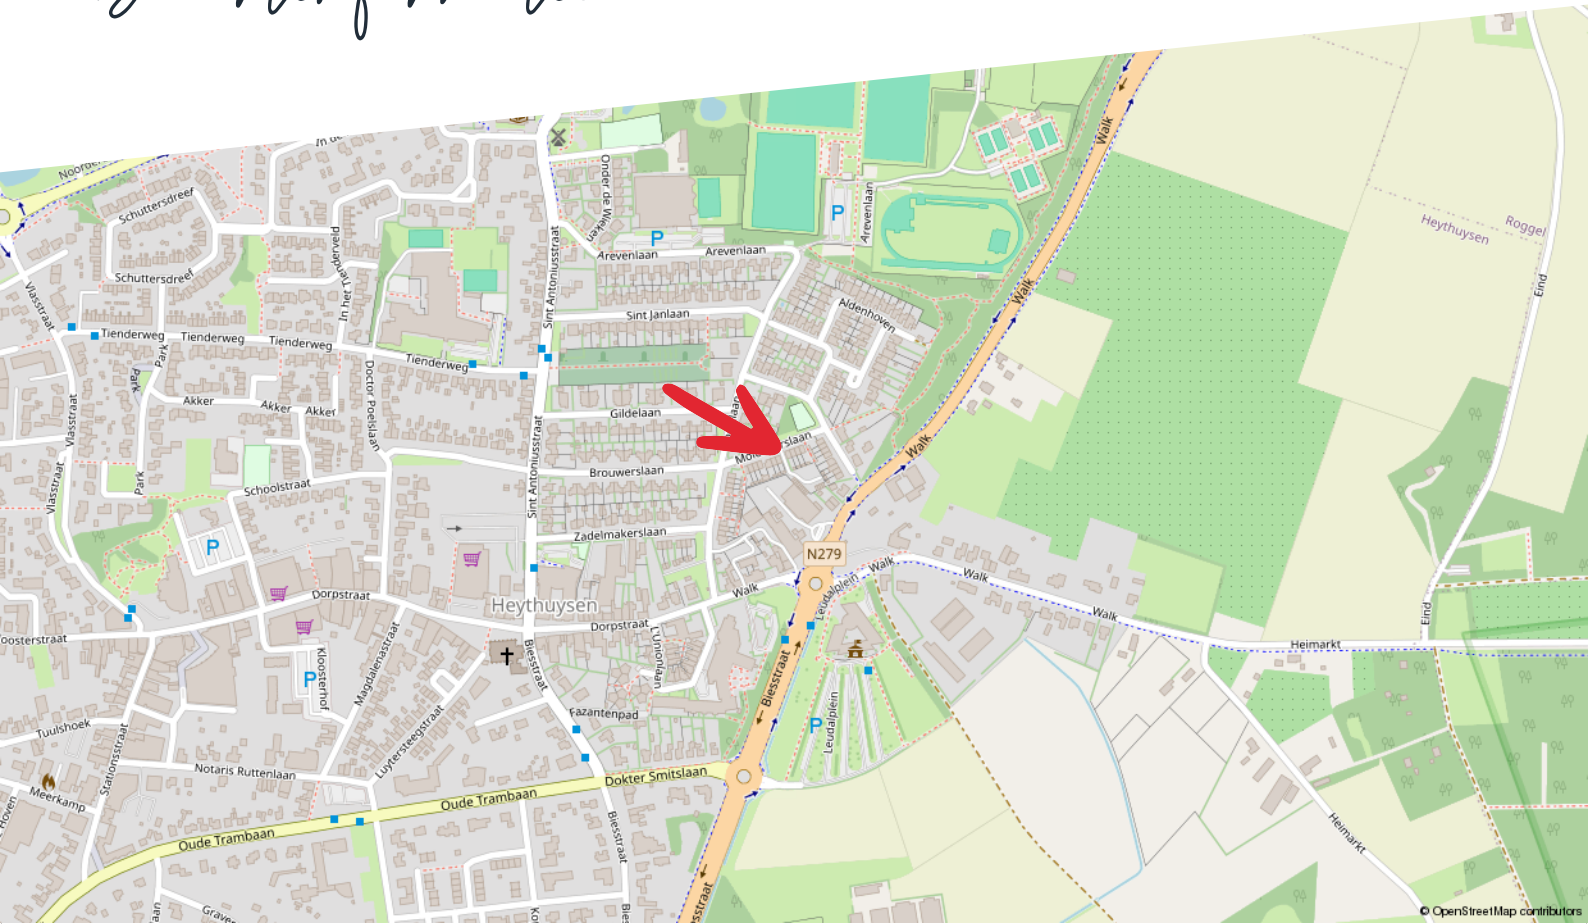 Schuttersdreef
Schuttersdreef
Vlasstraat
Tienderweg
Tienderweg
Tienderweg
Tienderweg
In het Tienderveld
Park
Park
Park
Akker
Akker
Akker
Vlasstraat
Vlasstraat
Doctor Poelslaan
Schoolstraat
Sint Antoniusstraat
Sint Antoniusstraat
Onder de Wieken
P
Arevenlaan
Arevenlaan
Arevenlaan
P
Sint Janlaan
Aldenhoven
Gildelaan
Brouwerslaan
Zadelmakerslaan
Walk
Walk
Walk
Heythuysen
Roggel
Eind
Eind
N279
P
Dorpstraat
Heythuysen
Dorpstraat
Walk
Leudalplein
Walk
Walk
Walk
Heimarkt
Heimarkt
oosterstraat
Kloosterhof
P
Magdalenastraat
Luytersteegstraat
Biesstraat
L'Unionlaan
Fazantenpad
Biesstraat
P
Leudalplein
Tuulshoek
Stationsstraat
Notaris Ruttenlaan
Meerkamp
Hoven
Oude Trambaan
Oude Trambaan
Dokter Smitslaan
Biesstraat
esstraat
© OpenStreetMap contributors